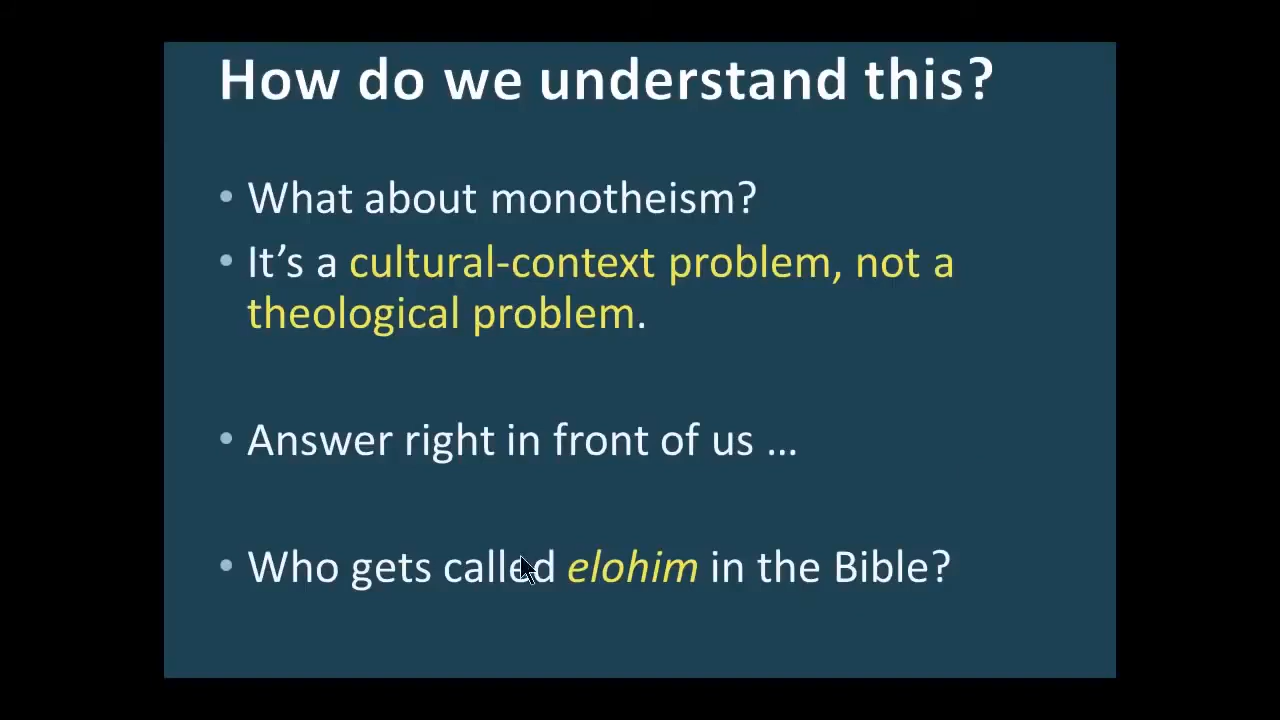 How do we understand this?
• What about monotheism?
• It’s a cultural-context problem, not a
theological problem.
• Answer right in front of us …
• Who gets called elohim in the Bible?